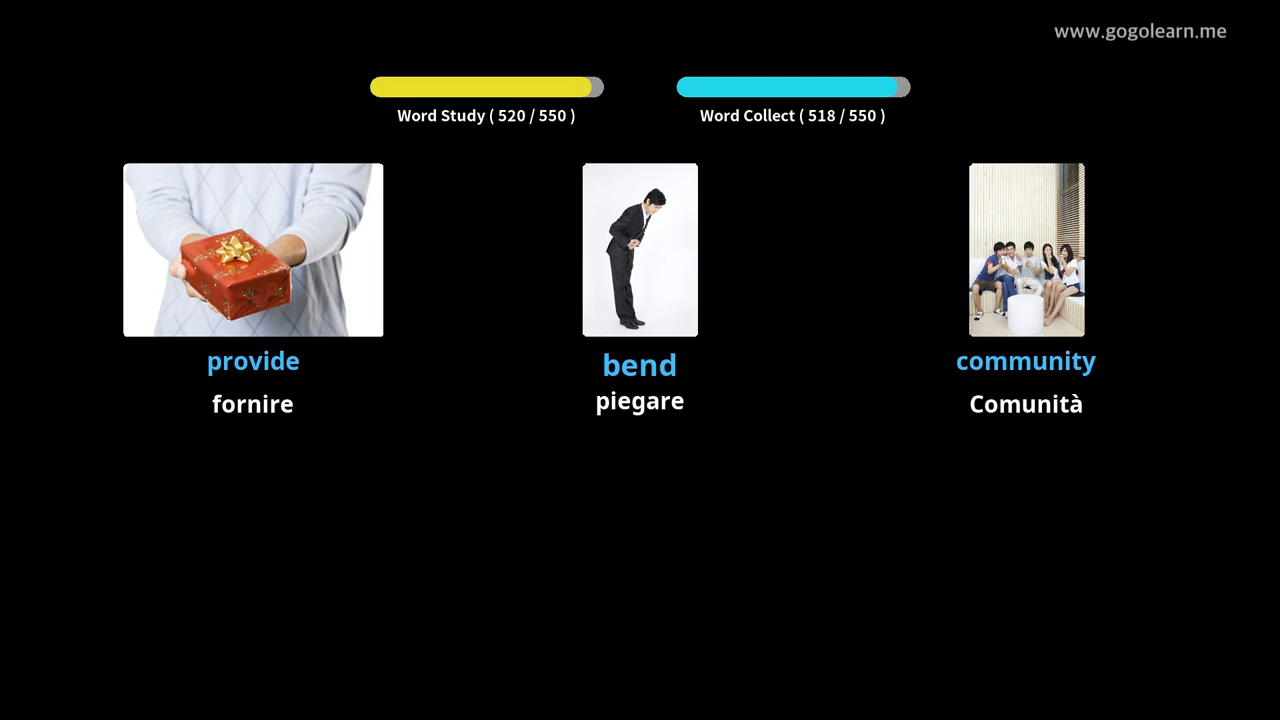 www.gogolearn.me
Word Study ( 520 / 550 )
Word Collect ( 518 / 550 )
provide
fornire
bend
piegare
community
Comunità